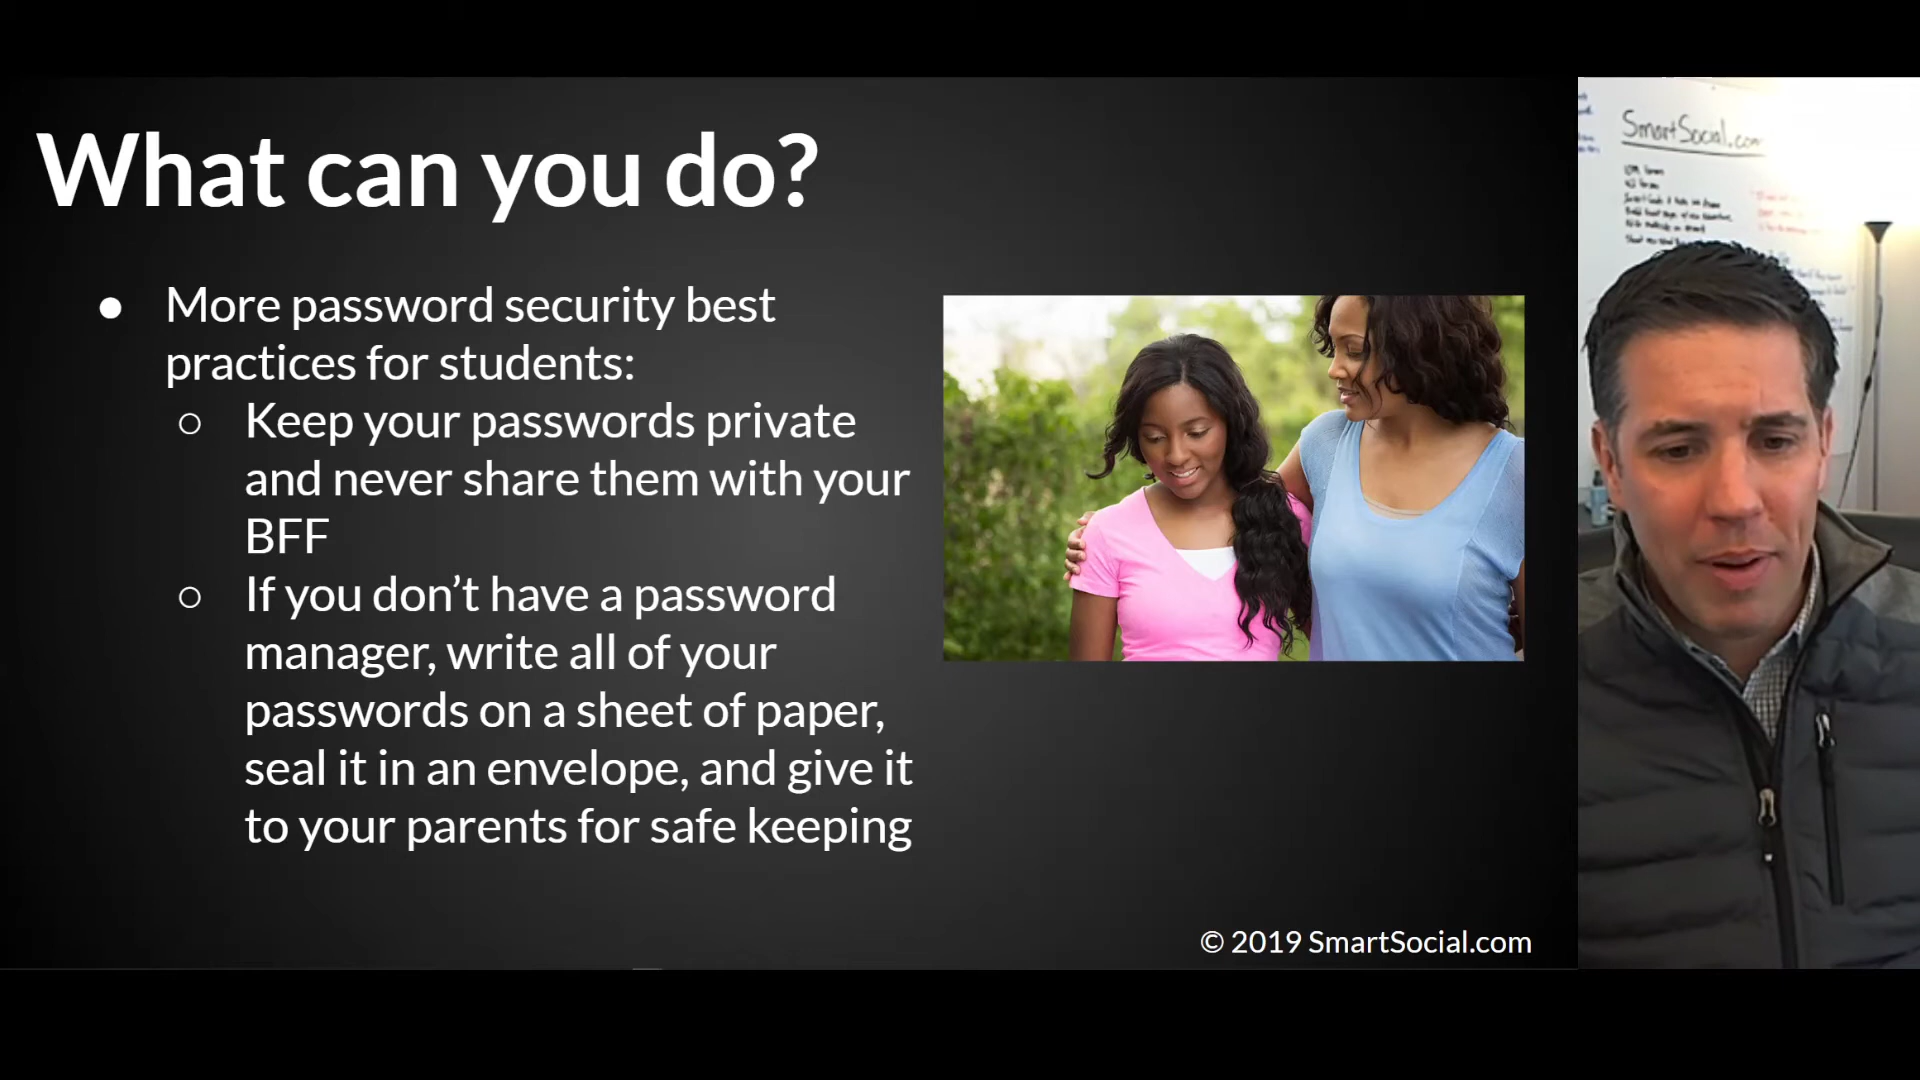 What can you do?
● More password security best
practices for students:
○ Keep your passwords private
and never share them with your
BFF
○ If you don’t have a password
manager, write all of your
passwords on a sheet of paper,
seal it in an envelope, and give it
to your parents for safe keeping
© 2019 SmartSocial.com
SmartSocial.com